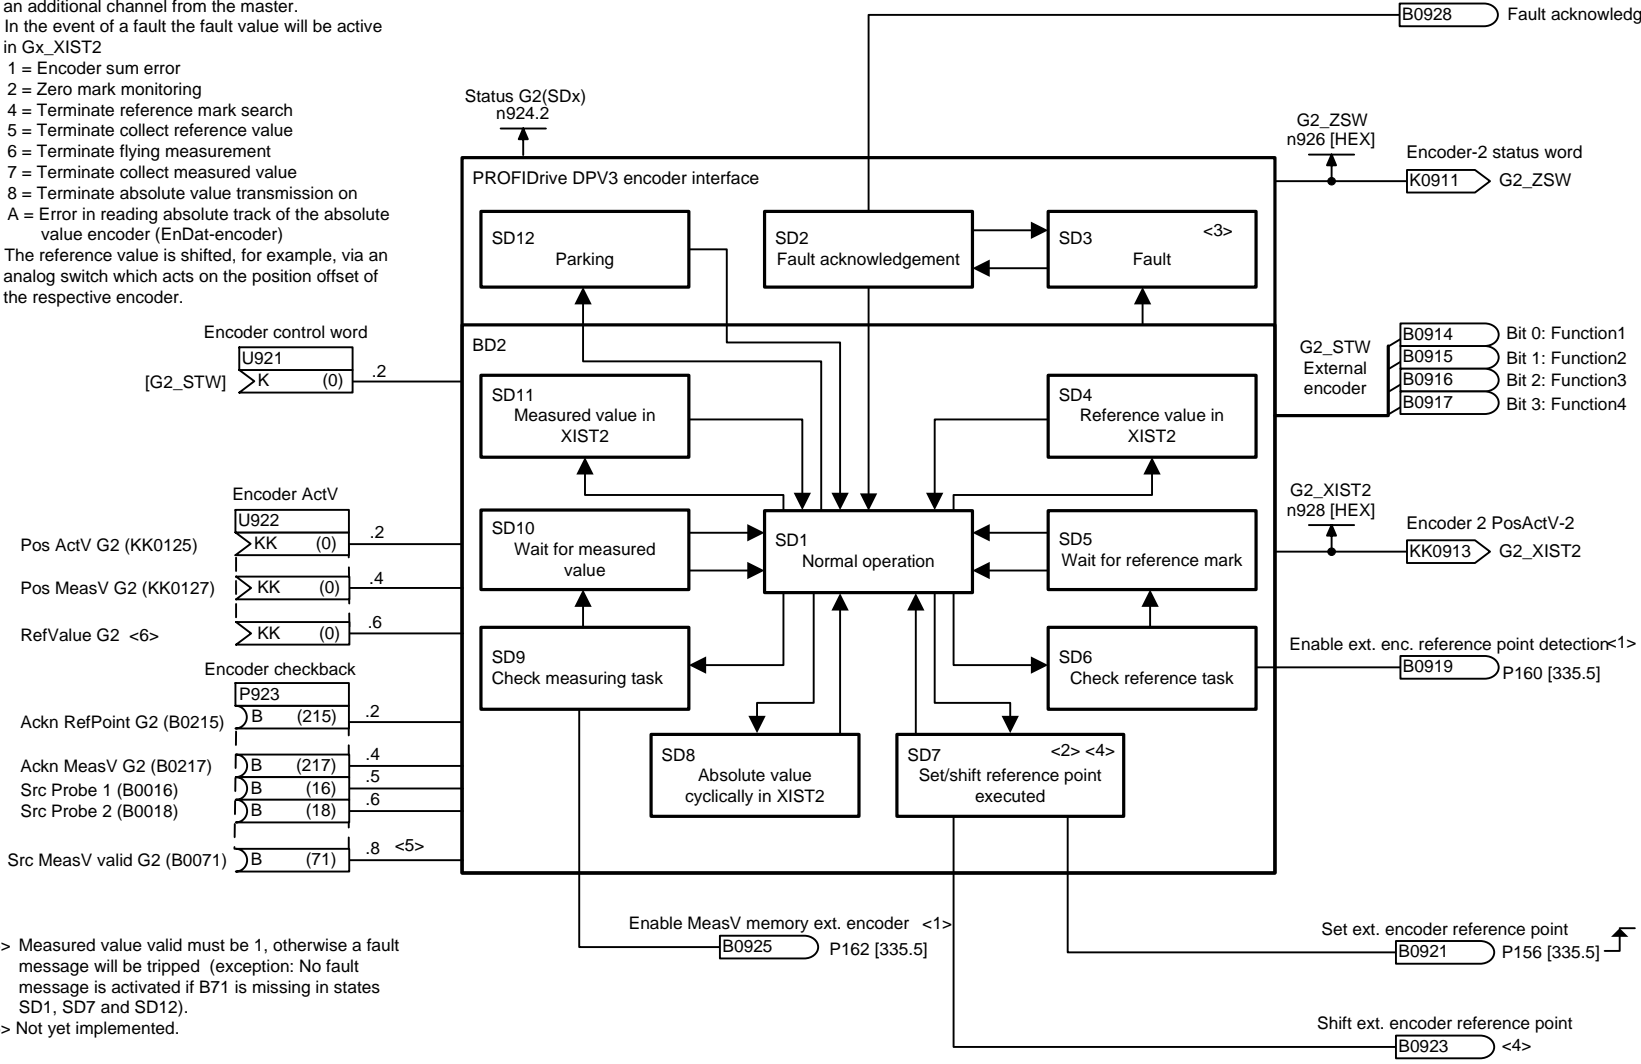 an additional channel from the master.
In the event of a fault the fault value will be active
in Gx_XIST2
1 = Encoder sum error
2 = Zero mark monitoring
4 = Terminate reference mark search
5 = Terminate collect reference value
6 = Terminate flying measurement
7 = Terminate collect measured value
8 = Terminate absolute value transmission on
A = Error in reading absolute track of the absolute
value encoder (EnDat-encoder)
The reference value is shifted, for example, via an
analog switch which acts on the position offset of
the respective encoder.
Encoder control word
U921
[G2_STW] K (0) .2
Encoder ActV
U922
Pos ActV G2 (KK0125) KK (0) .2
Pos MeasV G2 (KK0127) KK (0) .4
RefValue G2 <6> KK (0) .6
Encoder checkback
P923
Ackn RefPoint G2 (B0215) B (215) .2
Ackn MeasV G2 (B0217) B (217) .4
Src Probe 1 (B0016) B (16) .5
Src Probe 2 (B0018) B (18) .6
Src MeasV valid G2 (B0071) B (71) .8 <5>
> Measured value valid must be 1, otherwise a fault
message will be tripped (exception: No fault
message is activated if B71 is missing in states
SD1, SD7 and SD12).
> Not yet implemented.
Status G2(SDx)
n924.2
PROFIDrive DPV3 encoder interface
SD12
Parking
SD2
Fault acknowledgement
SD3 <3>
Fault
BD2
SD11
Measured value in
XIST2
SD4
Reference value in
XIST2
SD10
Wait for measured
value
SD1
Normal operation
SD5
Wait for reference mark
SD9
Check measuring task
SD6
Check reference task
SD8
Absolute value
cyclically in XIST2
SD7 <2> <4>
Set/shift reference point
executed
B0928 Fault acknowledg
G2_ZSW
n926 [HEX]
Encoder-2 status word
K0911 G2_ZSW
G2_STW
External
encoder
B0914 Bit 0: Function1
B0915 Bit 1: Function2
B0916 Bit 2: Function3
B0917 Bit 3: Function4
G2_XIST2
n928 [HEX]
Encoder 2 PosActV-2
KK0913 G2_XIST2
Enable ext. enc. reference point detection<1>
B0919 P160 [335.5]
Enable MeasV memory ext. encoder <1>
B0925 P162 [335.5]
Set ext. encoder reference point
B0921 P156 [335.5]
Shift ext. encoder reference point
B0923 <4>